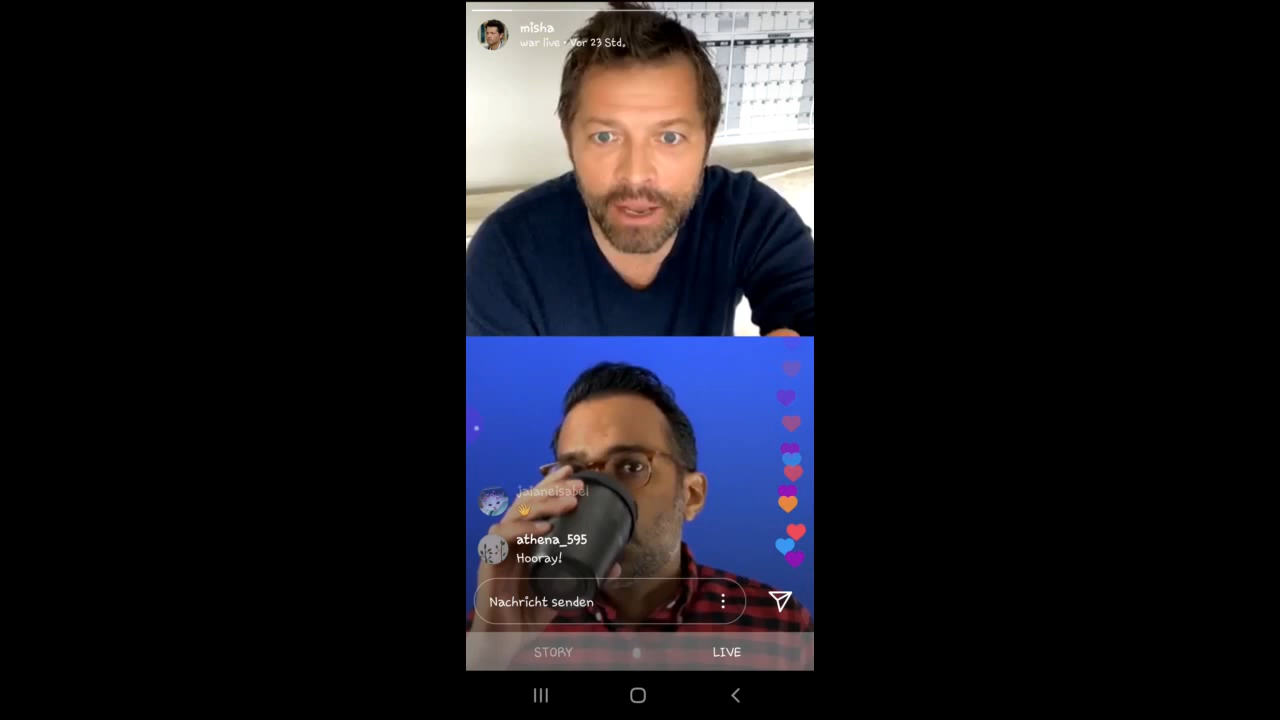 misha
war live • Vor 23 Std.
jaianeisabel
👋
athena_595
Hooray!
Nachricht senden
STORY
LIVE